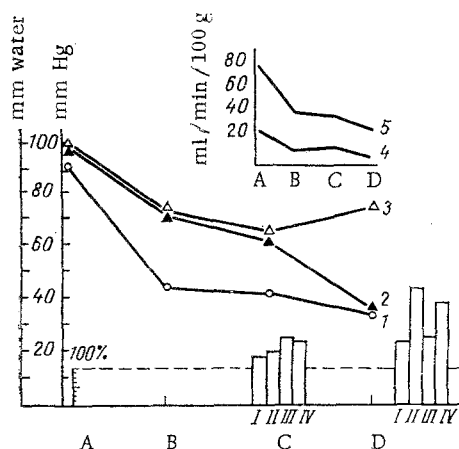 mm water
mm Hg
100
80
60
40
20
100%
A B C D
I II III IV
I II III IV
1
2
3
ml/min/100 g
80
60
40
20
A B C D
5
4